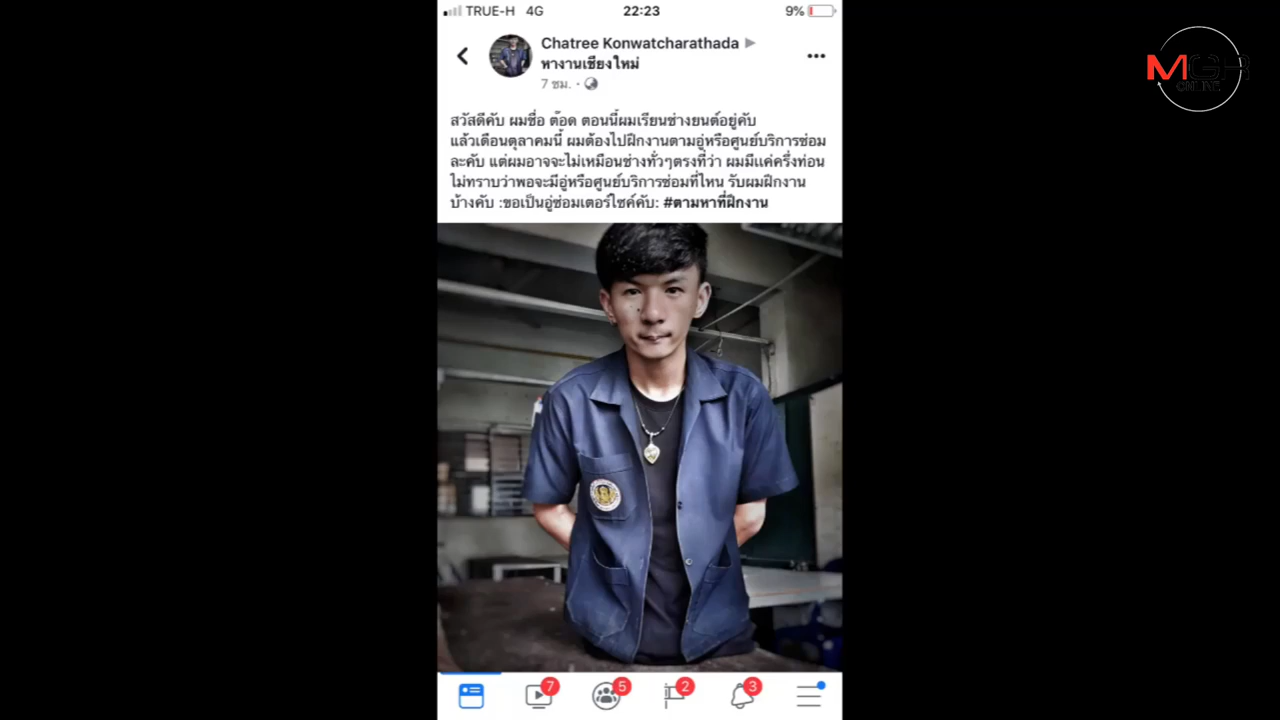 TRUE-H 4G 22:23 9%
Chatree Konwatcharathada
หางานเชียงใหม่
7 ชม. ·
MGR
ONLINE
สวัสดีคับ ผมชื่อ ต๊อด ตอนนี้ผมเรียนช่างยนต์อยู่คับ
แล้วเดือนตุลาคมนี้ ผมต้องไปฝึกงานตามอู่หรือศูนย์บริการซ่อม
ละคับ แต่ผมอาจจะไม่เหมือนช่างทั่วๆตรงที่ว่า ผมมีแค่ครึ่งท่อน
ไม่ทราบว่าพอจะมีอู่หรือศูนย์บริการซ่อมที่ไหน รับผมฝึกงาน
บ้างคับ :ขอเป็นอู่ซ่อมเตอร์ไซค์คับ: #ตามหาที่ฝึกงาน
7 5 2 3